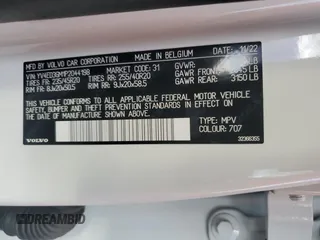 MFD BY VOLVO CAR CORPORATION MADE IN BELGIUM DATE: 11/22
MARKET CODE: 31 GVWR:
TIRES FR: 235/45R20 TIRES RR: 255/40R20 GAWR FRONT: LB
RIM FR: 8Jx20x50.5 RIM RR: 9Jx20x58.5 GAWR REAR: 3150 LB
THIS VEHICLE CONFORMS TO ALL APPLICABLE U.S. FEDERAL MOTOR VEHICLE
SAFETY, BUMPER, AND THEFT PREVENTION STANDARDS IN EFFECT ON THE
DATE OF MANUFACTURE SHOWN ABOVE.
TYPE: MPV
COLOUR: 707
VOLVO 32366355
DREAMBID